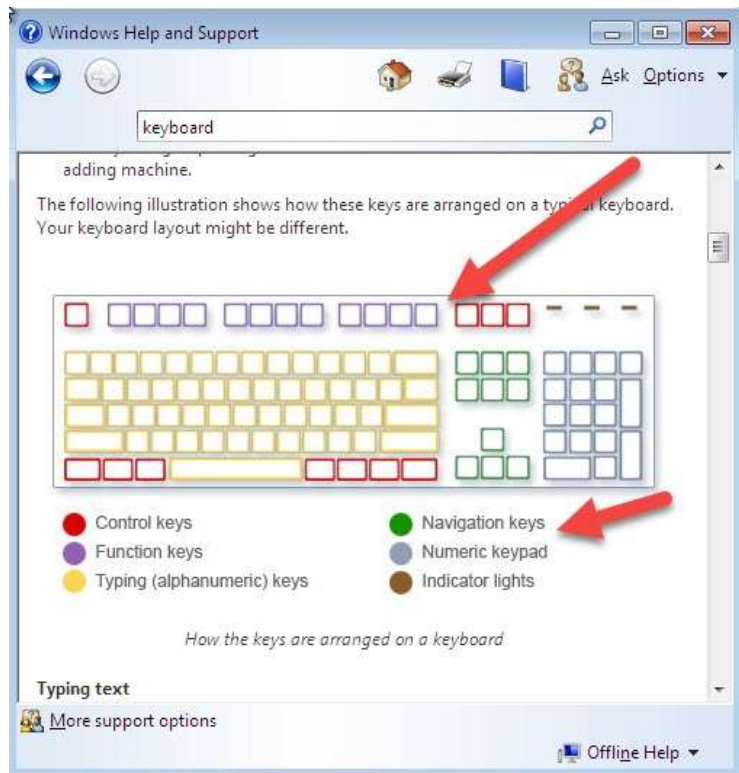 Windows Help and Support
Ask Options
keyboard
adding machine.
The following illustration shows how these keys are arranged on a typical keyboard.
Your keyboard layout might be different.
Control keys
Navigation keys
Function keys
Numeric keypad
Typing (alphanumeric) keys
Indicator lights
How the keys are arranged on a keyboard
Typing text
More support options
Offline Help